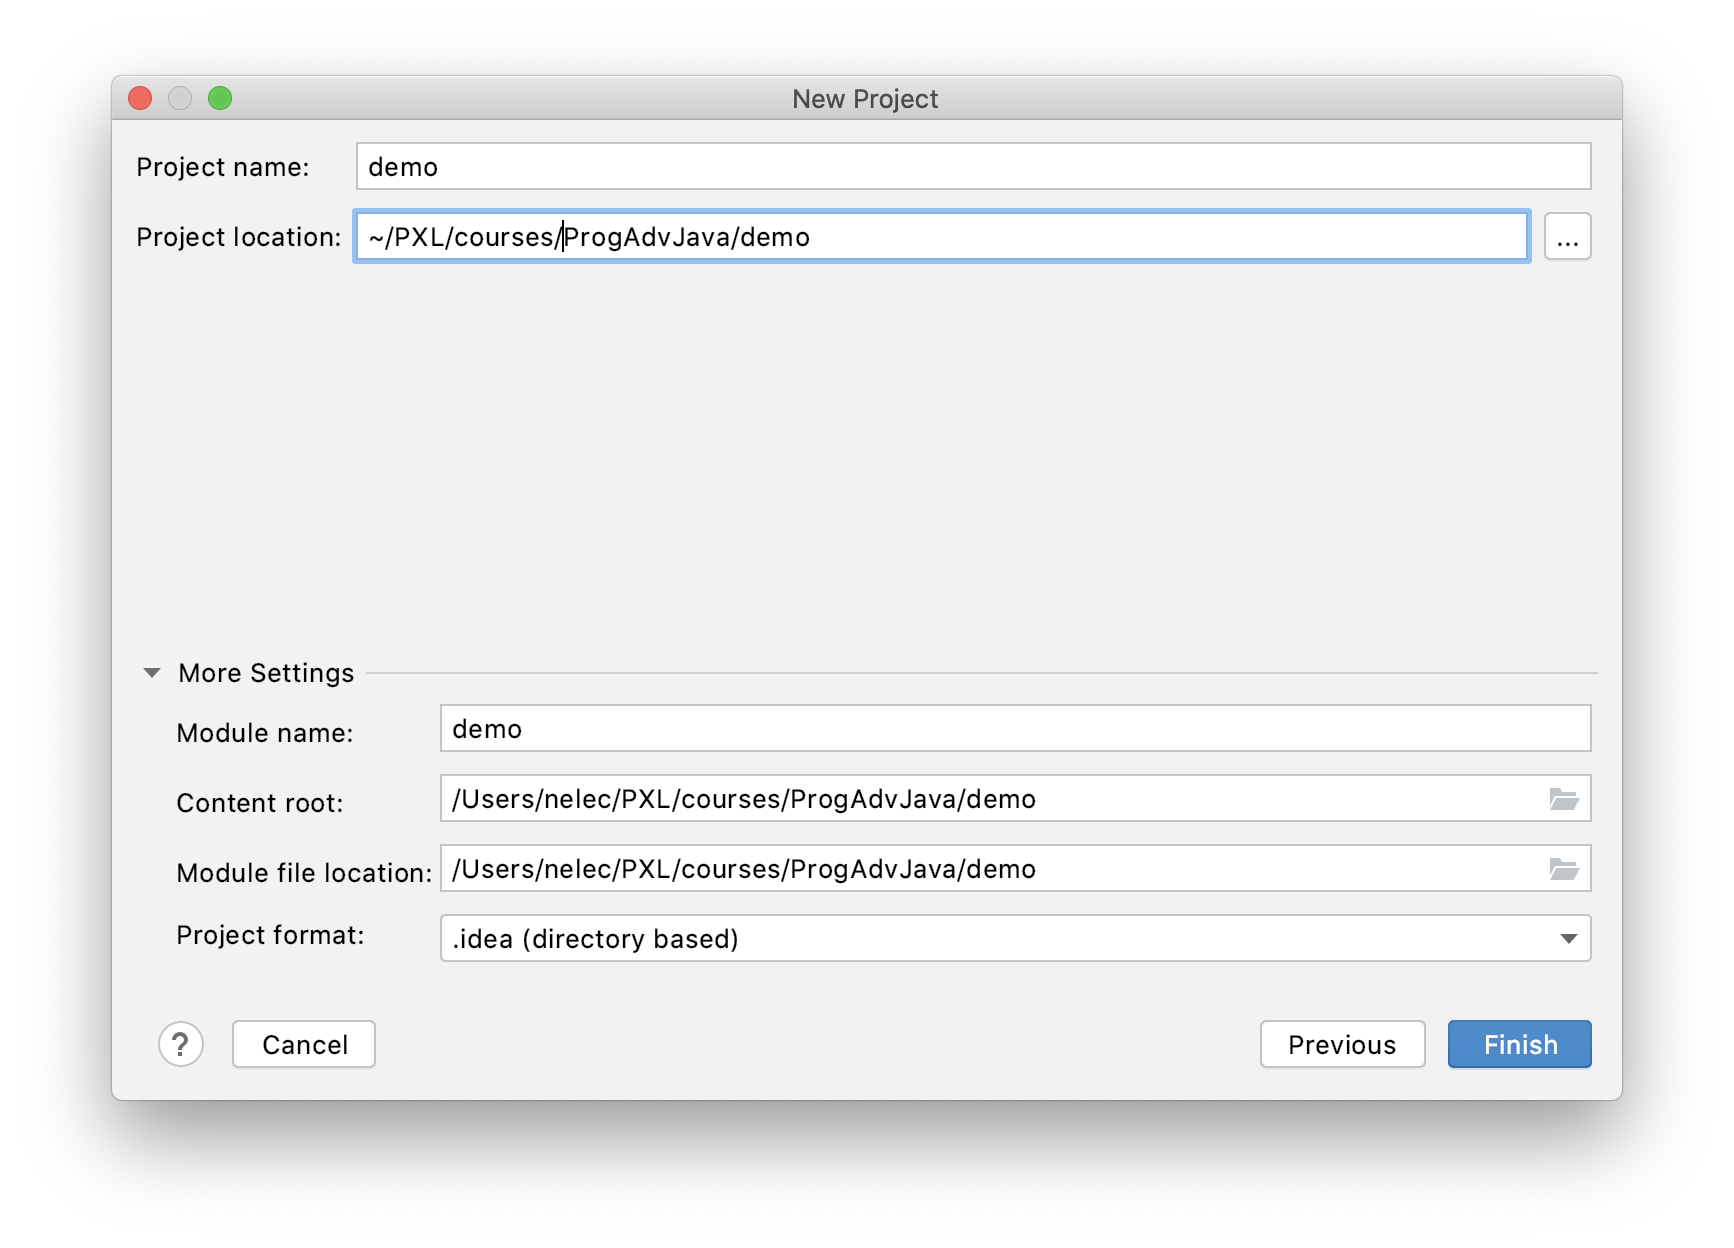 New Project
Project name: demo
Project location: ~/PXL/courses/ProgAdvJava/demo ...
More Settings
Module name: demo
Content root: /Users/nelec/PXL/courses/ProgAdvJava/demo
Module file location: /Users/nelec/PXL/courses/ProgAdvJava/demo
Project format: .idea (directory based)
? Cancel Previous Finish